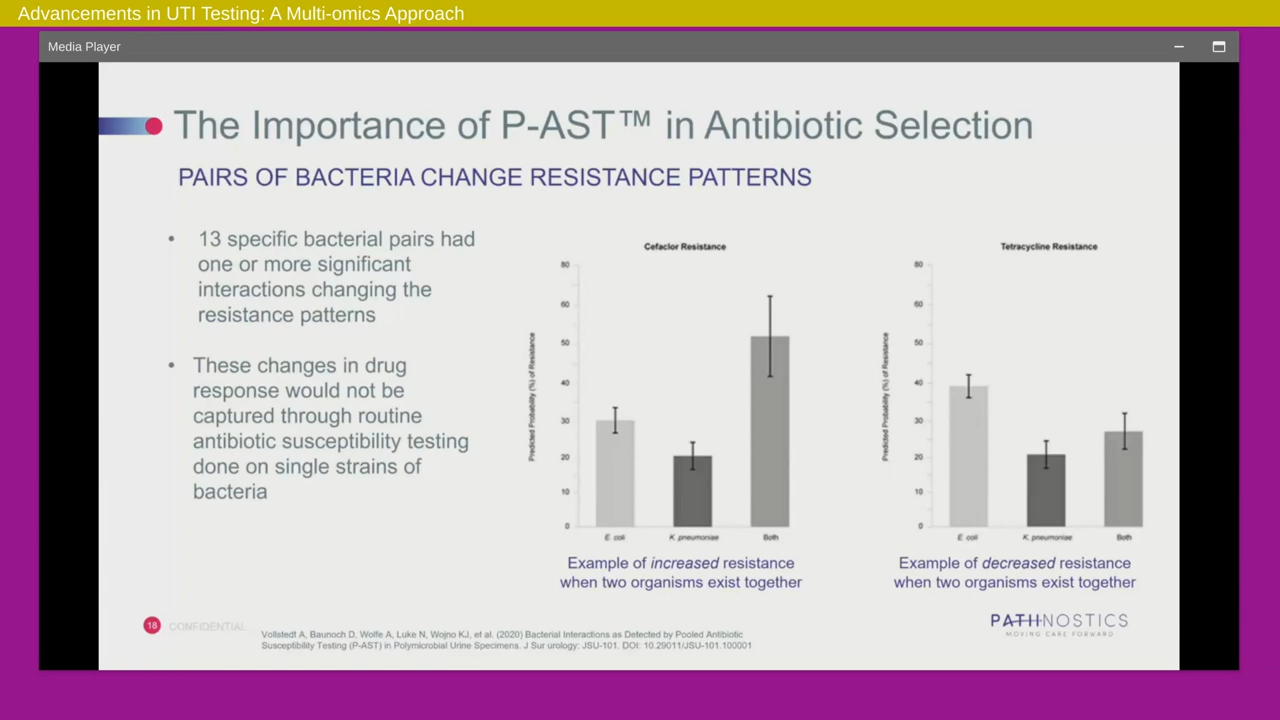 Advancements in UTI Testing: A Multi-omics Approach
Media Player
The Importance of P-AST™ in Antibiotic Selection
PAIRS OF BACTERIA CHANGE RESISTANCE PATTERNS
• 13 specific bacterial pairs had
one or more significant
interactions changing the
resistance patterns
• These changes in drug
response would not be
captured through routine
antibiotic susceptibility testing
done on single strains of
bacteria
Cefaclor Resistance
Predicted Probability (%) of Resistance
80
60
50
40
30
20
10
0
E. coli
K. pneumoniae
Both
Example of increased resistance
when two organisms exist together
Tetracycline Resistance
Predicted Probability (%) of Resistance
80
60
50
40
30
20
10
0
E. coli
K. pneumoniae
Both
Example of decreased resistance
when two organisms exist together
18 CONFIDENTIAL
Vollstedt A, Baunoch D, Wolfe A, Luke N, Wojno KJ, et al. (2020) Bacterial Interactions as Detected by Pooled Antibiotic
Susceptibility Testing (P-AST) in Polymicrobial Urine Specimens. J Sur urology: JSU-101. DOI: 10.29011/JSU-101.100001
PATHNOSTICS
MOVING CARE FORWARD